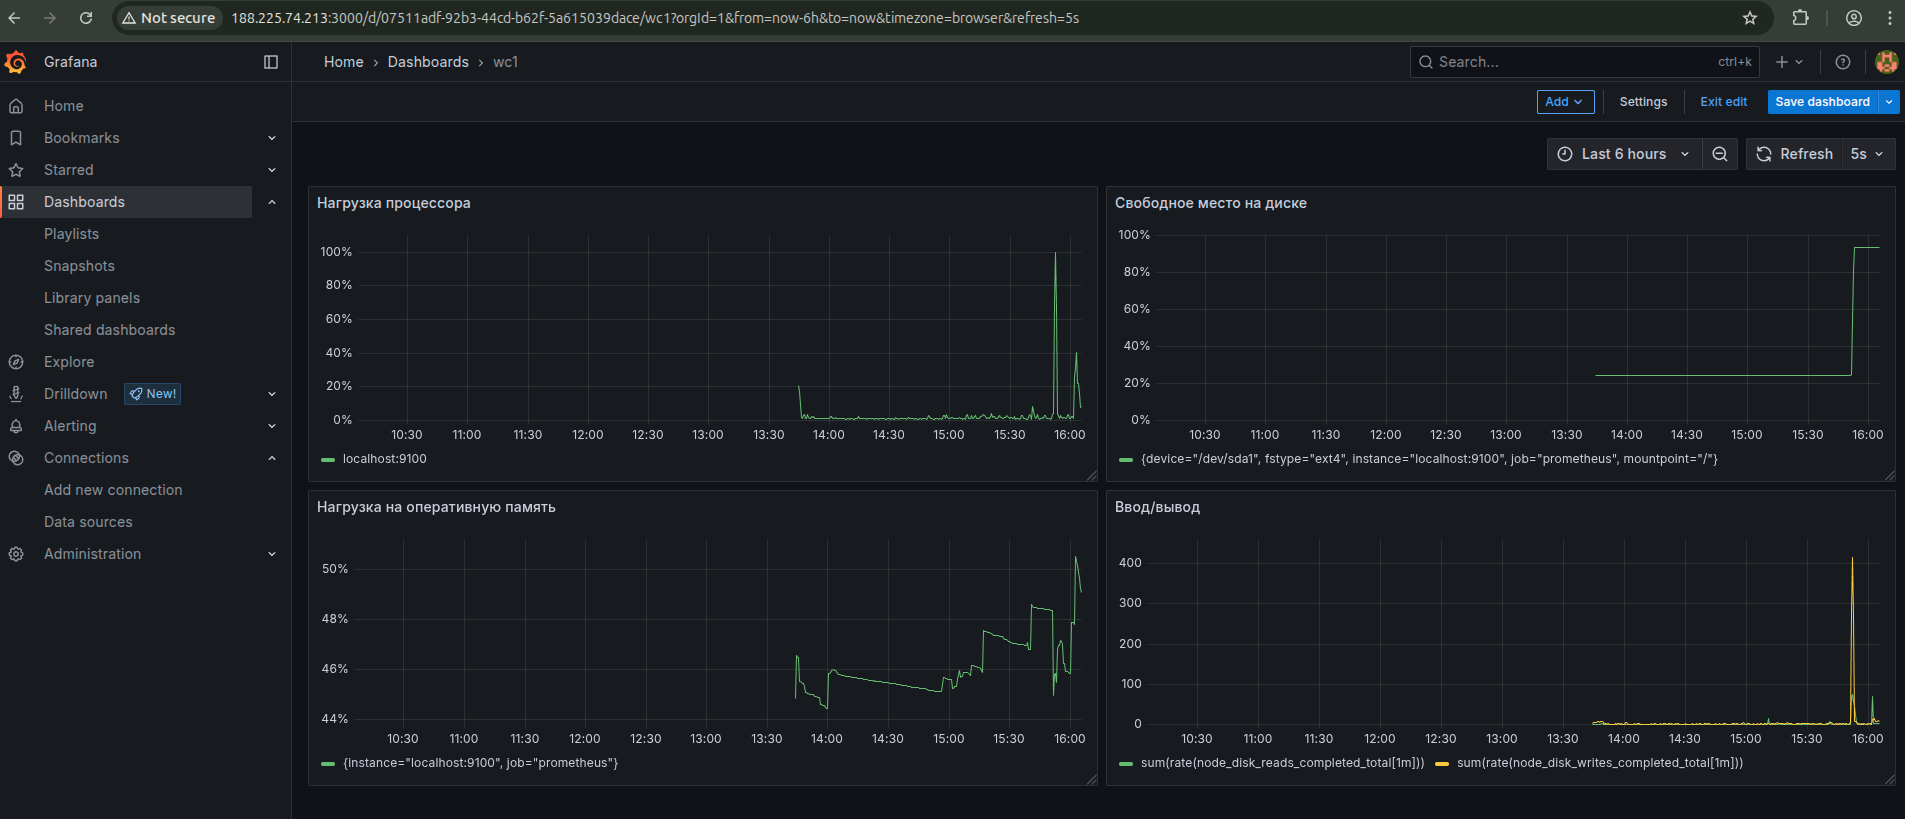 Not secure 188.225.74.213:3000/d/07511adf-92b3-44cd-b62f-5a615039dace/wc1?orgId=1&from=now-6h&to=now&timezone=browser&refresh=5s
Grafana
Home › Dashboards › wc1
Search... ctrl+k
Home
Bookmarks
Starred
Dashboards
Playlists
Snapshots
Library panels
Shared dashboards
Explore
Drilldown New!
Alerting
Connections
Add new connection
Data sources
Administration
Add Settings Exit edit Save dashboard
Last 6 hours Refresh 5s
Нагрузка процессора
100%
80%
60%
40%
20%
0%
10:30 11:00 11:30 12:00 12:30 13:00 13:30 14:00 14:30 15:00 15:30 16:00
localhost:9100
Свободное место на диске
100%
80%
60%
40%
20%
0%
10:30 11:00 11:30 12:00 12:30 13:00 13:30 14:00 14:30 15:00 15:30 16:00
{device="/dev/sda1", fstype="ext4", instance="localhost:9100", job="prometheus", mountpoint="/"}
Нагрузка на оперативную память
50%
48%
46%
44%
10:30 11:00 11:30 12:00 12:30 13:00 13:30 14:00 14:30 15:00 15:30 16:00
{instance="localhost:9100", job="prometheus"}
Ввод/вывод
400
300
200
100
0
10:30 11:00 11:30 12:00 12:30 13:00 13:30 14:00 14:30 15:00 15:30 16:00
sum(rate(node_disk_reads_completed_total[1m])) sum(rate(node_disk_writes_completed_total[1m]))